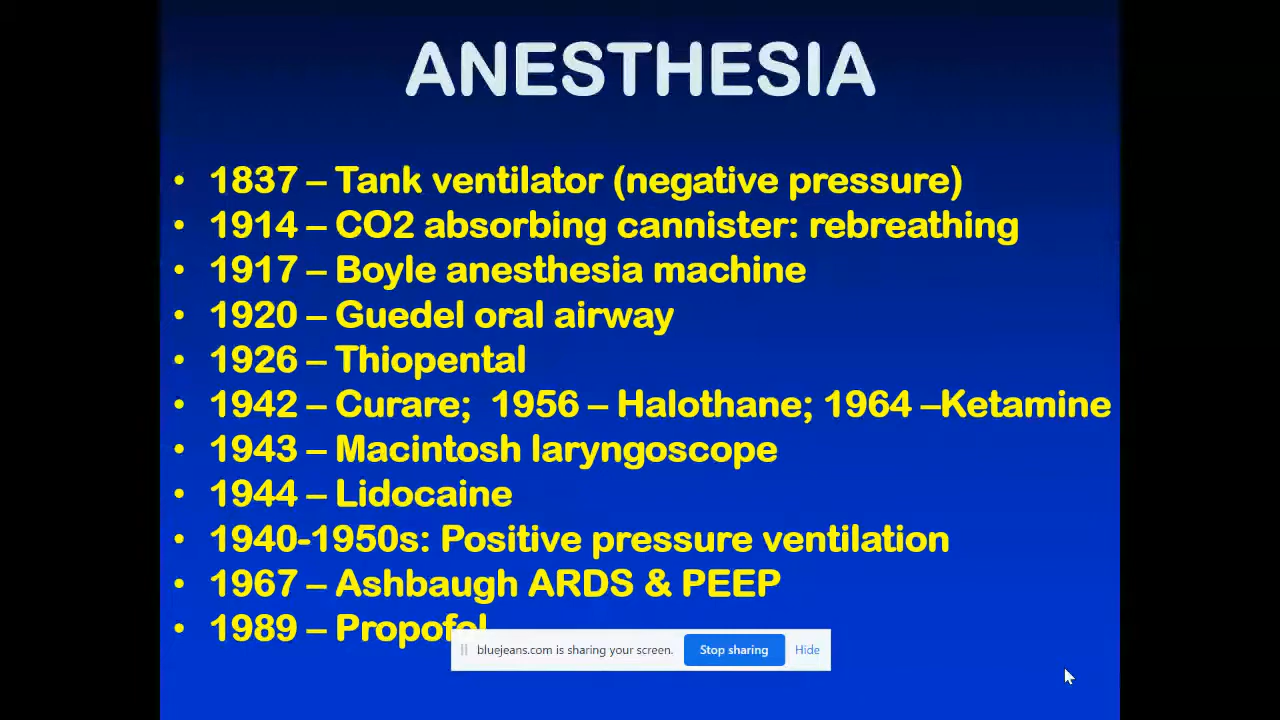 ANESTHESIA
• 1837 – Tank ventilator (negative pressure)
• 1914 – CO2 absorbing cannister: rebreathing
• 1917 – Boyle anesthesia machine
• 1920 – Guedel oral airway
• 1926 – Thiopental
• 1942 – Curare;  1956 – Halothane; 1964 –Ketamine
• 1943 – Macintosh laryngoscope
• 1944 – Lidocaine
• 1940-1950s: Positive pressure ventilation
• 1967 – Ashbaugh ARDS & PEEP
• 1989 – Propofol
bluejeans.com is sharing your screen. Stop sharing Hide